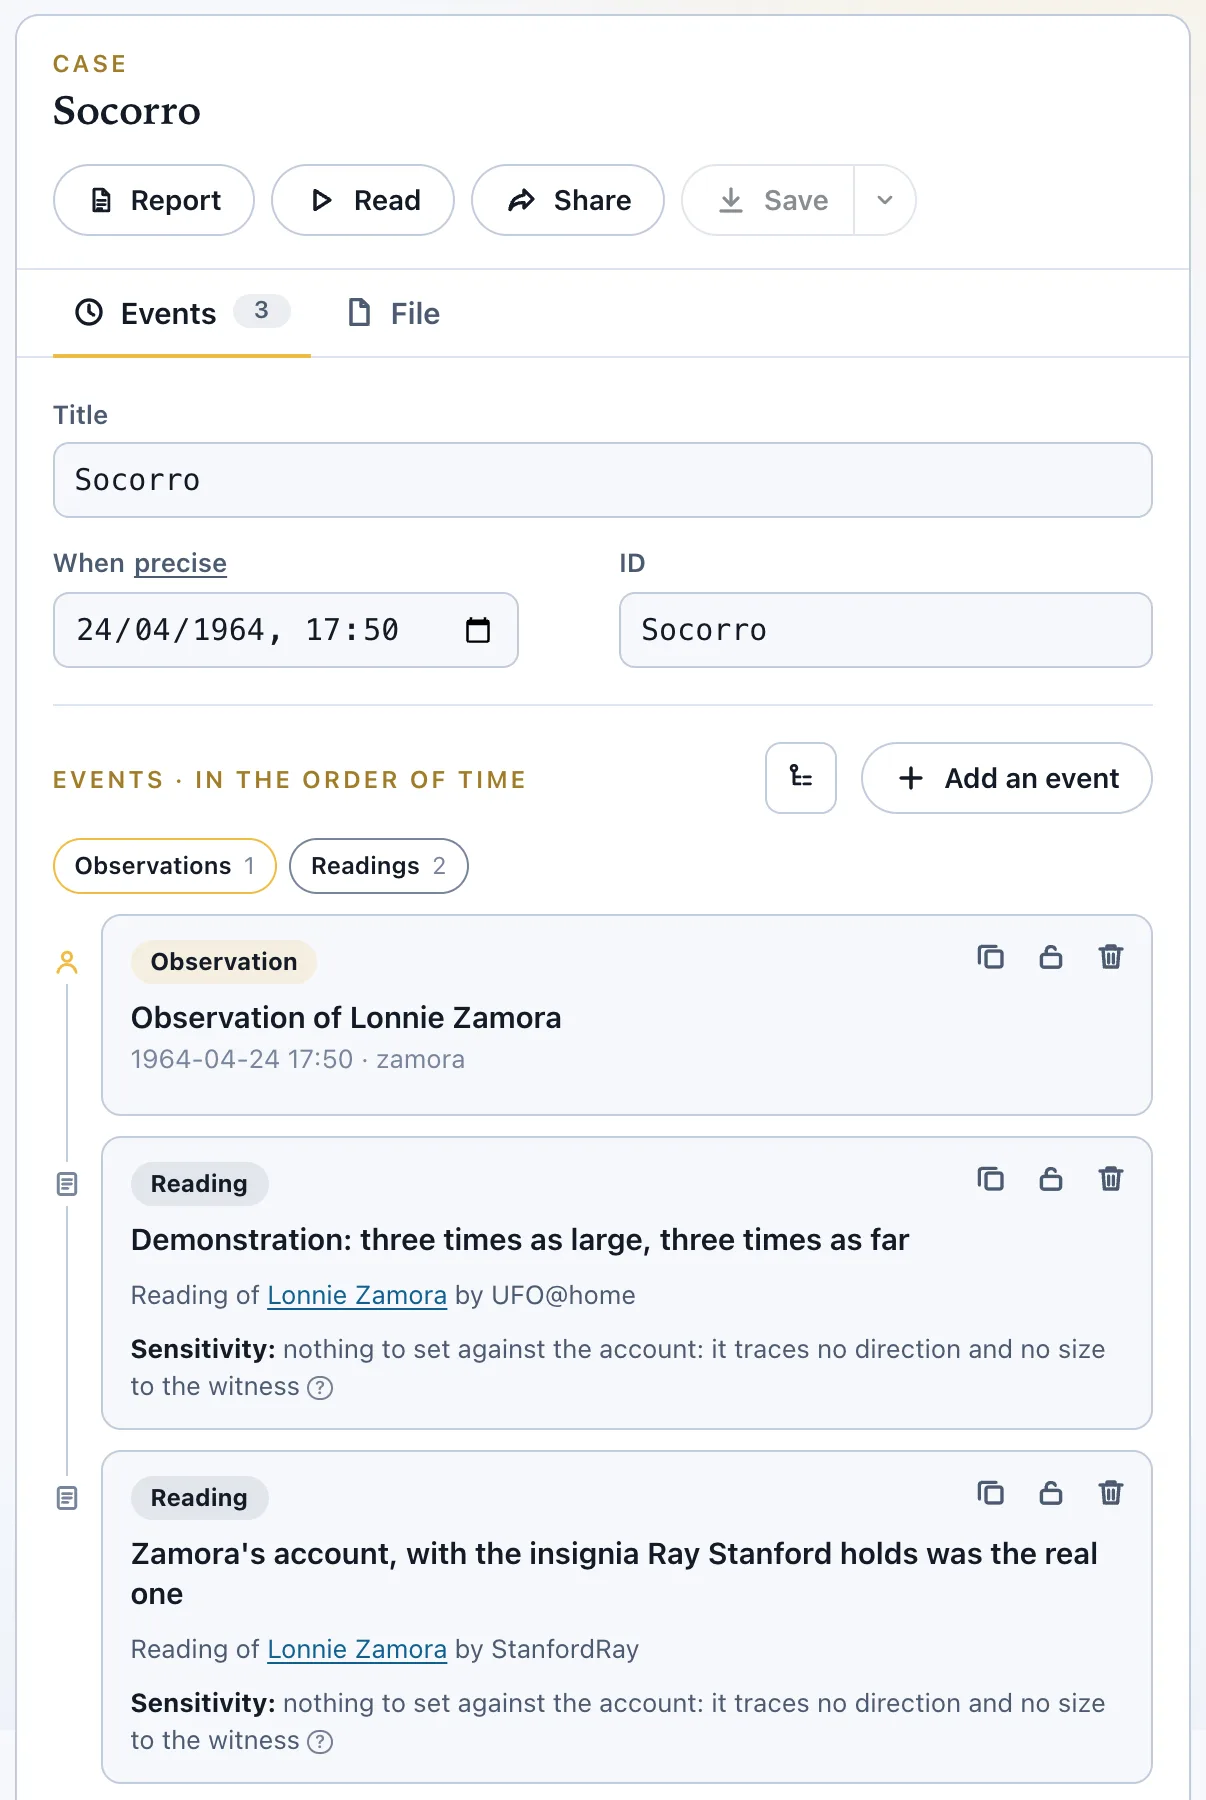 CASE
Socorro
Report
Read
Share
Save
Events 3
File
Title
Socorro
When precise
ID
24/04/1964, 17:50
Socorro
EVENTS · IN THE ORDER OF TIME
Add an event
Observations 1
Readings 2
Observation
Observation of Lonnie Zamora
1964-04-24 17:50 · zamora
Reading
Demonstration: three times as large, three times as far
Reading of Lonnie Zamora by UFO@home
Sensitivity: nothing to set against the account: it traces no direction and no size
to the witness ?
Reading
Zamora's account, with the insignia Ray Stanford holds was the real
one
Reading of Lonnie Zamora by StanfordRay
Sensitivity: nothing to set against the account: it traces no direction and no size
to the witness ?